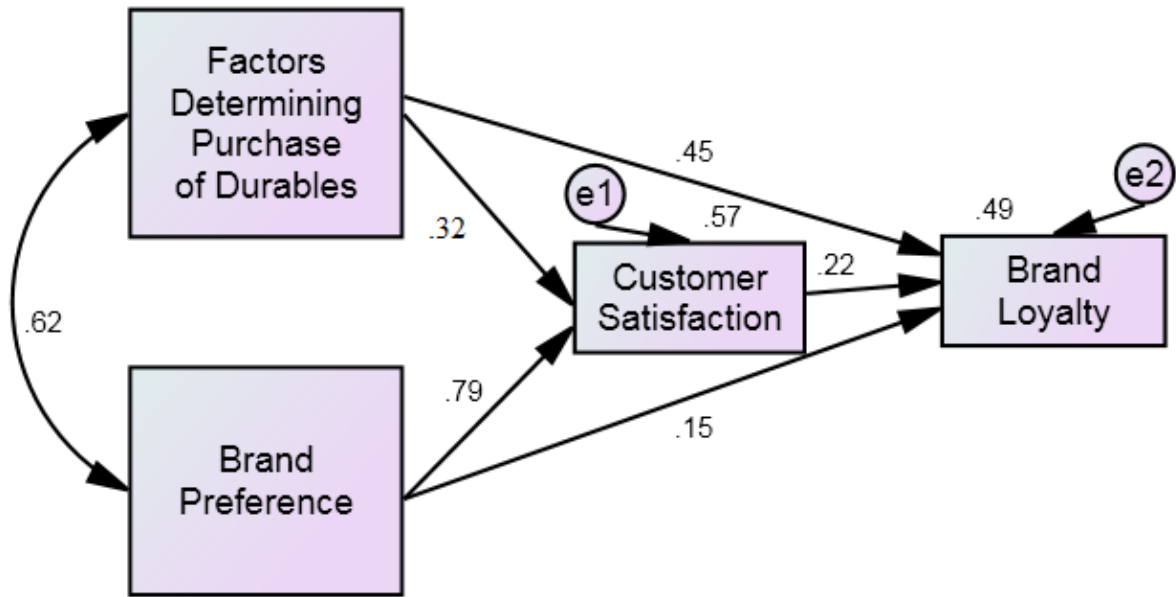 Factors
Determining
Purchase
of Durables
.45
.32
e1
.57
.49
e2
Customer
Satisfaction
.22
Brand
Loyalty
.62
.79
.15
Brand
Preference